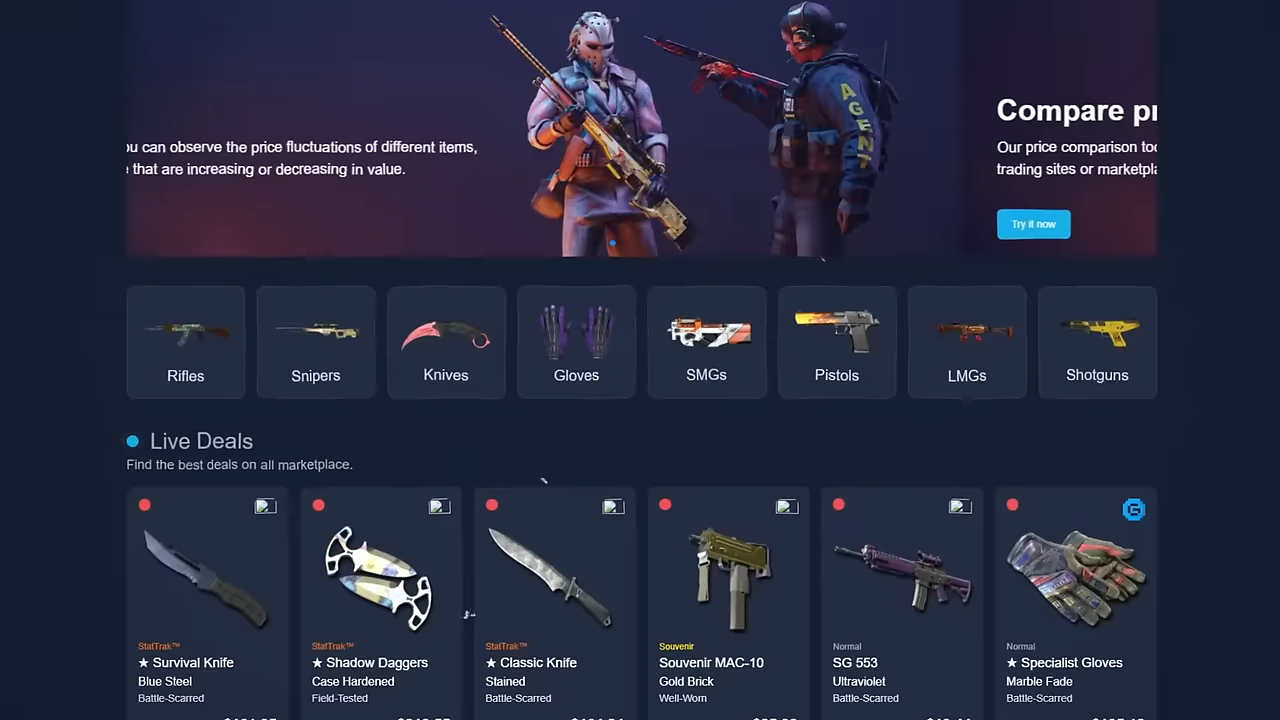 ou can observe the price fluctuations of different items,
that are increasing or decreasing in value.
AGENT
Compare pr
Our price comparison too
trading sites or marketpla
Try it now
Rifles
Snipers
Knives
Gloves
SMGs
Pistols
LMGs
Shotguns
Live Deals
Find the best deals on all marketplace.
StatTrak™
★ Survival Knife
Blue Steel
Battle-Scarred
StatTrak™
★ Shadow Daggers
Case Hardened
Field-Tested
StatTrak™
★ Classic Knife
Stained
Battle-Scarred
Souvenir
Souvenir MAC-10
Gold Brick
Well-Worn
Normal
SG 553
Ultraviolet
Battle-Scarred
Normal
★ Specialist Gloves
Marble Fade
Battle-Scarred